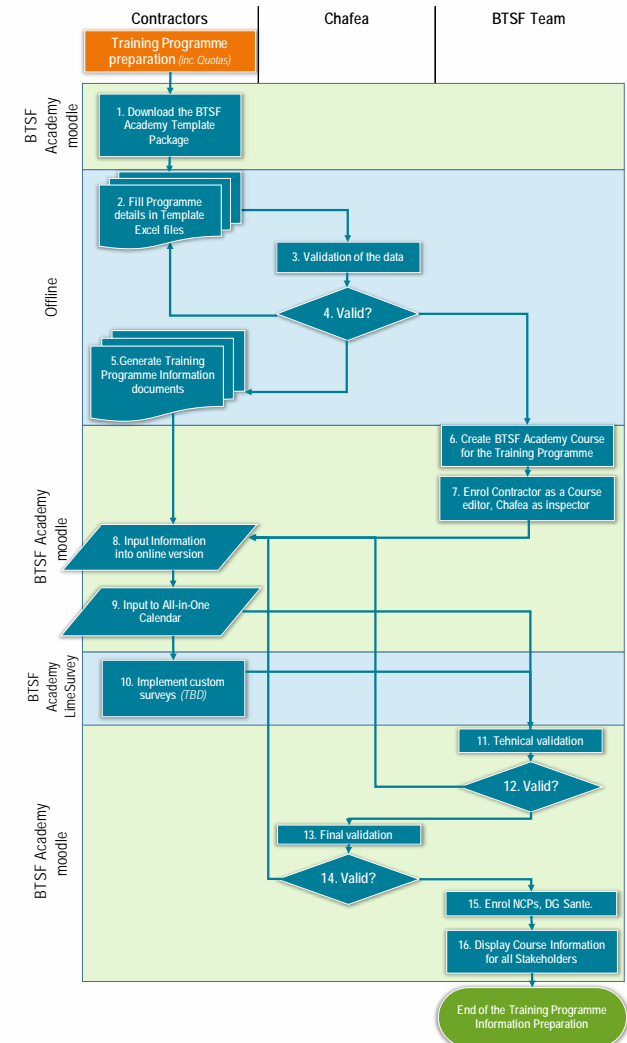 Contractors
Chafea
BTSF Team
Training Programme
preparation (inc. Quotas)
BTSF
Academy
moodle
1. Download the BTSF
Academy Template
Package
Offline
2. Fill Programme
details in Template
Excel files
3. Validation of the data
4. Valid?
5.Generate Training
Programme Information
documents
BTSF Academy
moodle
6. Create BTSF Academy Course
for the Training Programme
7. Enrol Contractor as a Course
editor, Chafea as inspector
8. Input Information
into online version
9. Input to All-in-One
Calendar
BTSF
Academy
LimeSurvey
10. Implement custom
surveys (TBD)
BTSF Academy
moodle
11. Tehnical validation
12. Valid?
13. Final validation
14. Valid?
15. Enrol NCPs, DG Sante.
16. Display Course Information
for all Stakeholders
End of the Training Programme
Information Preparation